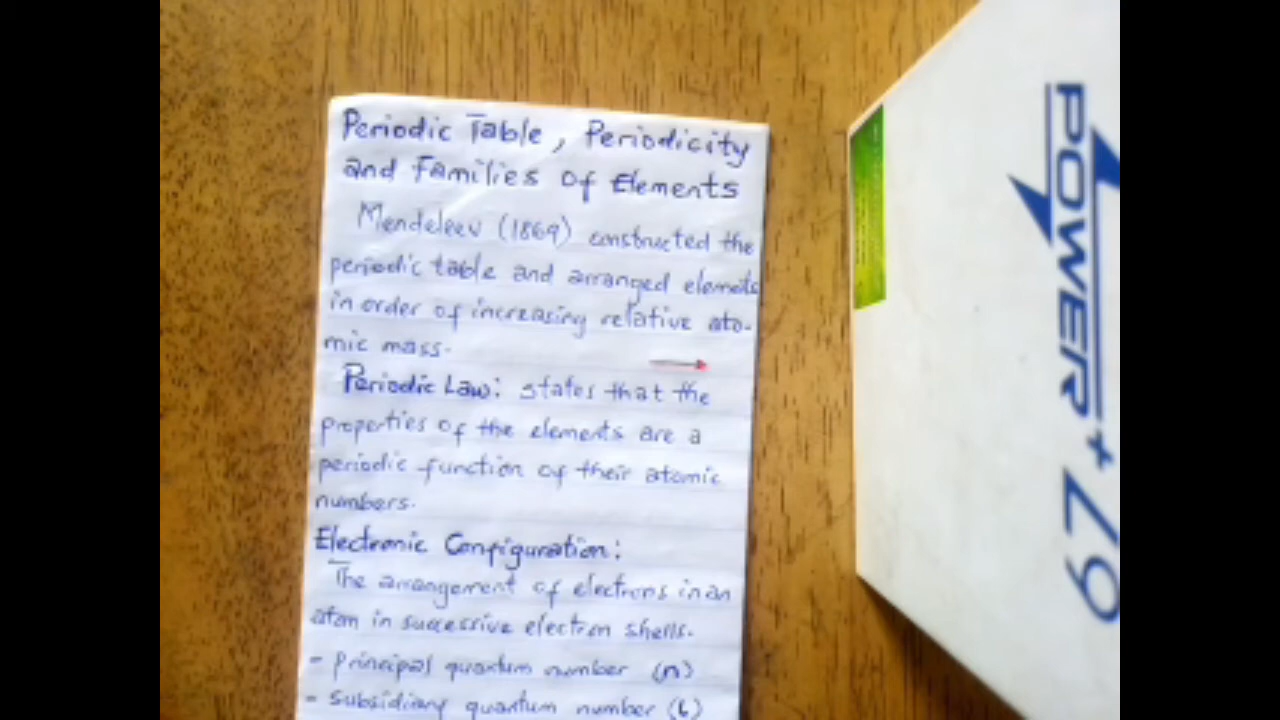 Periodic Table, Periodicity
and Families of Elements
Mendeleev (1869) constructed the
periodic table and arranged elements
in order of increasing relative ato-
mic mass.
Periodic Law: states that the
properties of the elements are a
periodic function of their atomic
numbers.
Electronic Configuration:
The arrangement of electrons in an
atom in successive electron shells.
- Principal quantum number (n)
- Subsidiary quantum number (l)
POWER+ Z9